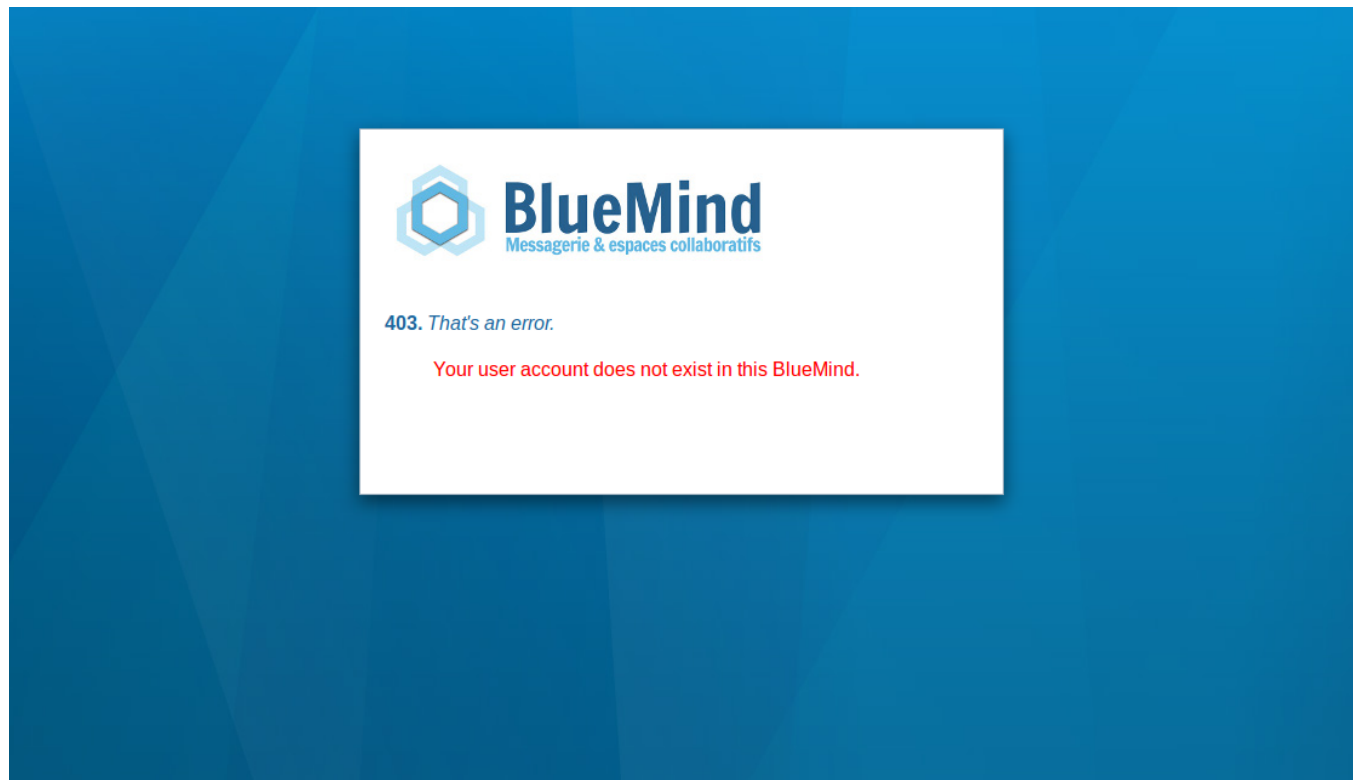 BlueMind
Messagerie & espaces collaboratifs
403. That's an error.
Your user account does not exist in this BlueMind.